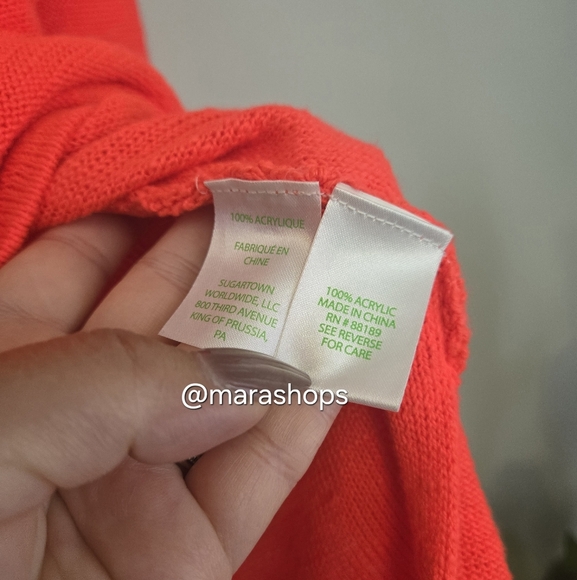 100% ACRYLIQUE
FABRIQUÉ EN
CHINE
SUGARTOWN
WORLDWIDE, LLC
800 THIRD AVENUE
KING OF PRUSSIA,
PA
100% ACRYLIC
MADE IN CHINA
RN # 88189
SEE REVERSE
FOR CARE
@marashops